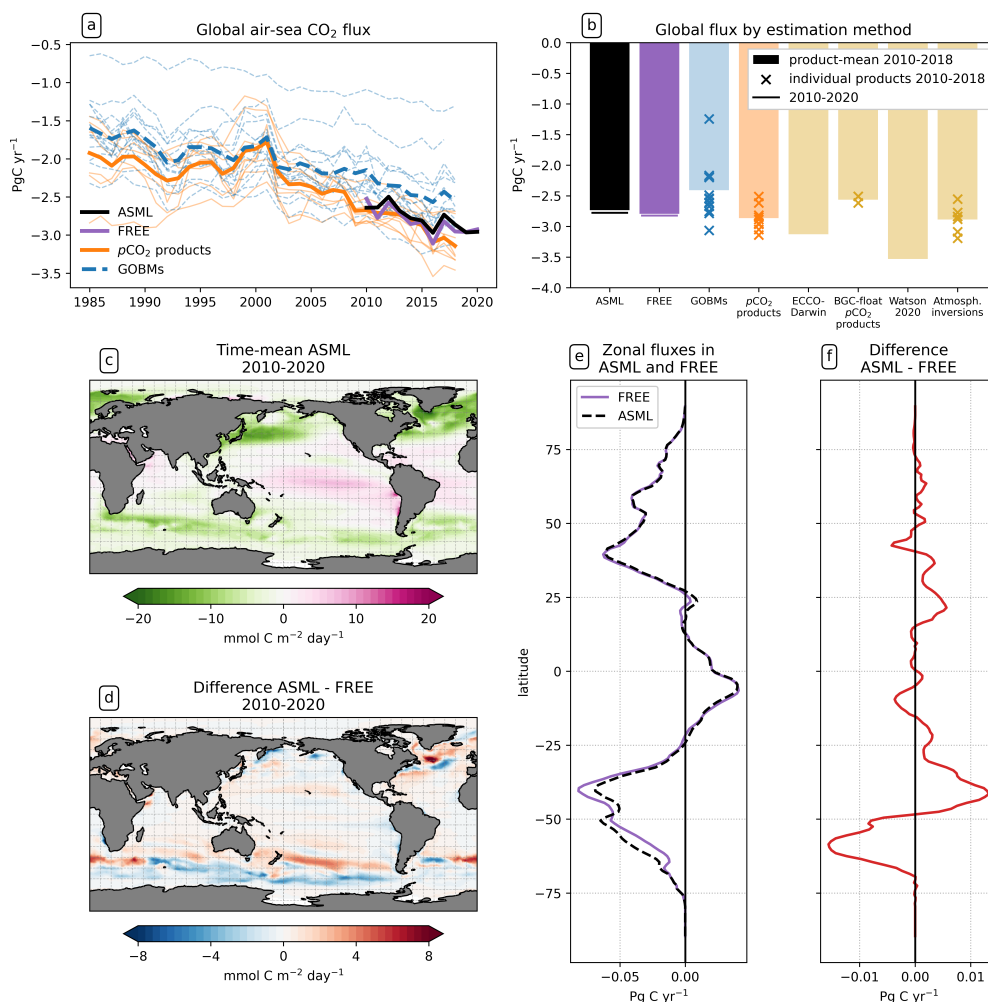 a
Global air-sea CO₂ flux
PgC yr⁻¹
−0.5
−1.0
−1.5
−2.0
−2.5
−3.0
−3.5
ASML
FREE
pCO₂ products
GOBMs
1985 1990 1995 2000 2005 2010 2015 2020
b
Global flux by estimation method
PgC yr⁻¹
0.0
−0.5
−1.0
−1.5
−2.0
−2.5
−3.0
−3.5
−4.0
product-mean 2010-2018
individual products 2010-2018
2010-2020
ASML
FREE
GOBMs
pCO₂
products
ECCO-
Darwin
BGC-float
pCO₂
products
Watson
2020
Atmosph.
inversions
c
Time-mean ASML
2010-2020
−20 −10 0 10 20
mmol C m⁻² day⁻¹
d
Difference ASML - FREE
2010-2020
−8 −4 0 4 8
mmol C m⁻² day⁻¹
e
Zonal fluxes in
ASML and FREE
FREE
ASML
latitude
75
50
25
0
−25
−50
−75
−0.05 0.00
Pg C yr⁻¹
f
Difference
ASML - FREE
−0.01 0.00 0.01
Pg C yr⁻¹